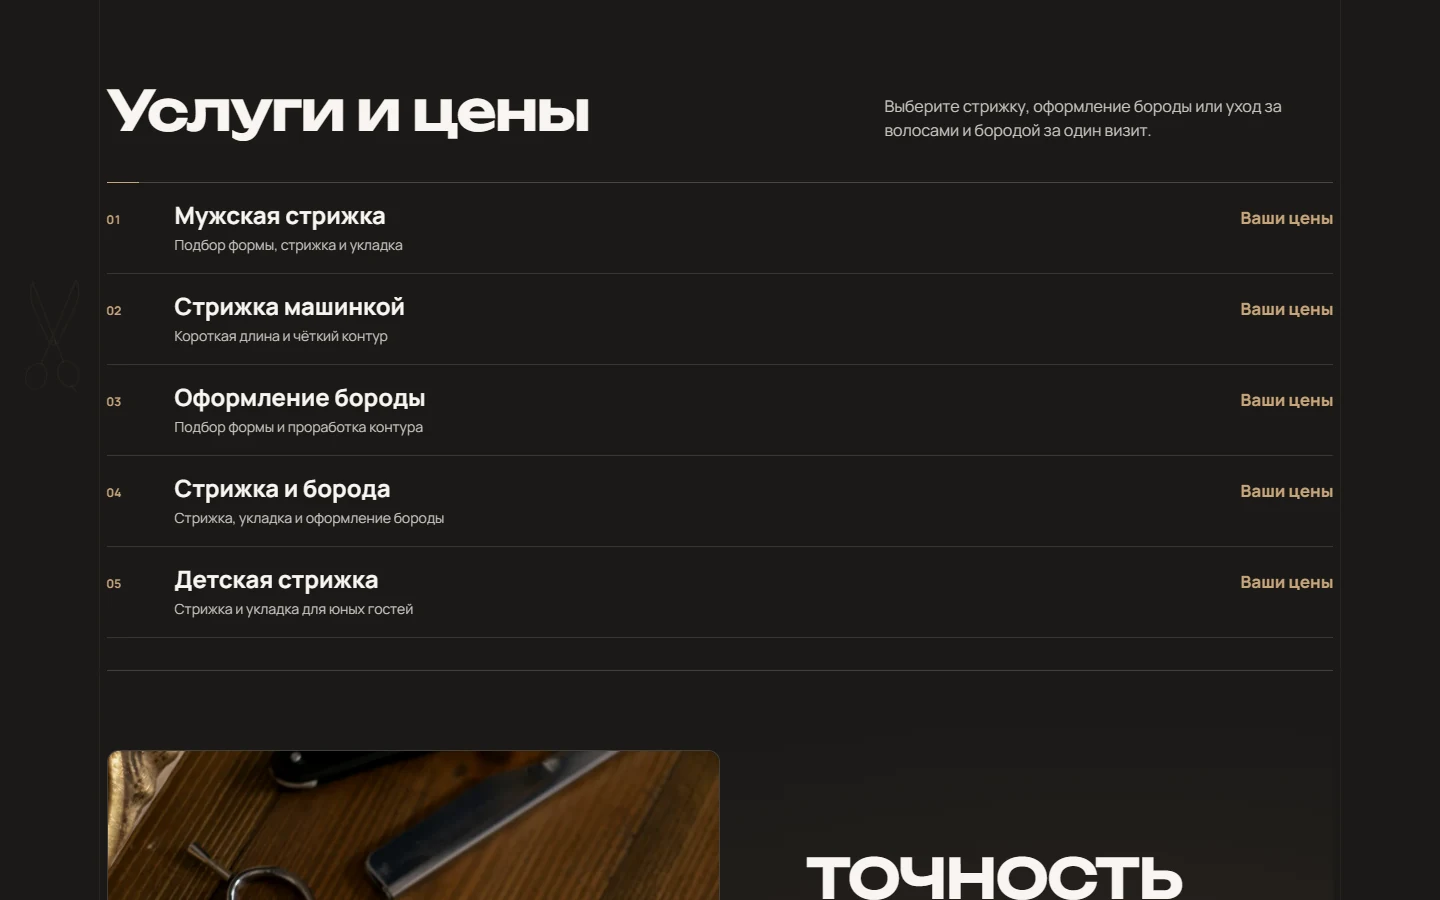 Услуги и цены
Выберите стрижку, оформление бороды или уход за
волосами и бородой за один визит.
01
Мужская стрижка
Ваши цены
Подбор формы, стрижка и укладка
02
Стрижка машинкой
Ваши цены
Короткая длина и чёткий контур
03
Оформление бороды
Ваши цены
Подбор формы и проработка контура
04
Стрижка и борода
Ваши цены
Стрижка, укладка и оформление бороды
05
Детская стрижка
Ваши цены
Стрижка и укладка для юных гостей
ТОЧНОСТЬ